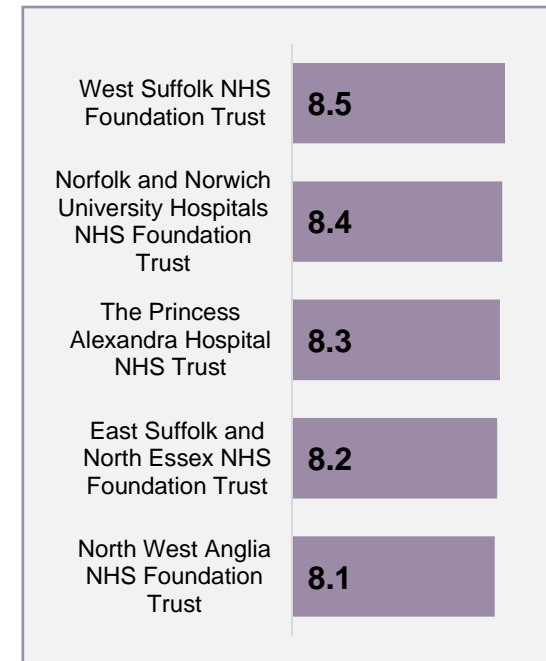 West Suffolk NHS
Foundation Trust
8.5
Norfolk and Norwich
University Hospitals
NHS Foundation
Trust
8.4
The Princess
Alexandra Hospital
NHS Trust
8.3
East Suffolk and
North Essex NHS
Foundation Trust
8.2
North West Anglia
NHS Foundation
Trust
8.1